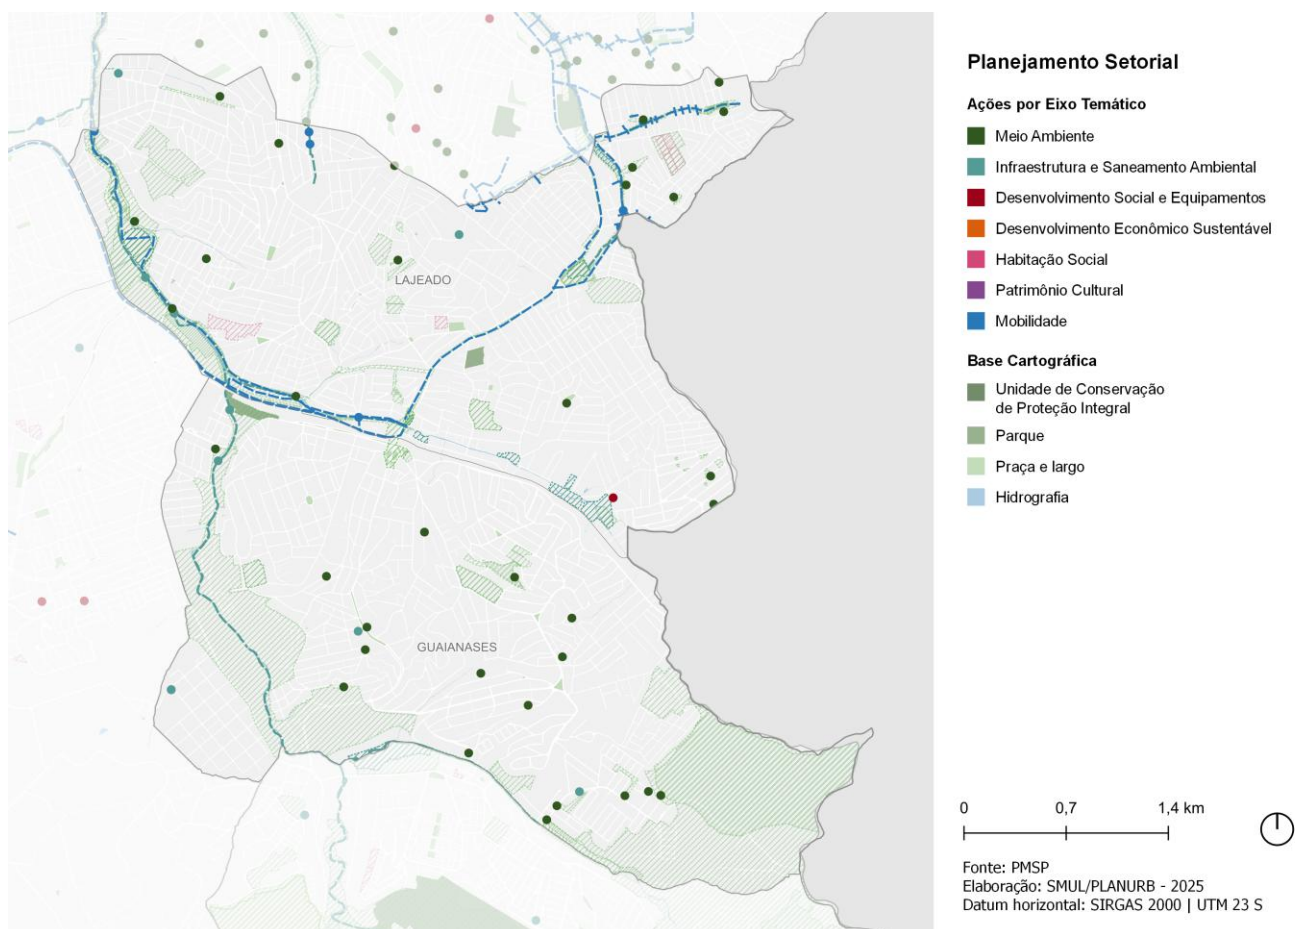 LAJEADO
GUAIANASES
Planejamento Setorial
Ações por Eixo Temático
Meio Ambiente
Infraestrutura e Saneamento Ambiental
Desenvolvimento Social e Equipamentos
Desenvolvimento Econômico Sustentável
Habitação Social
Patrimônio Cultural
Mobilidade
Base Cartográfica
Unidade de Conservação
de Proteção Integral
Parque
Praça e largo
Hidrografia
0 0,7 1,4 km
Fonte: PMSP
Elaboração: SMUL/PLANURB - 2025
Datum horizontal: SIRGAS 2000 | UTM 23 S